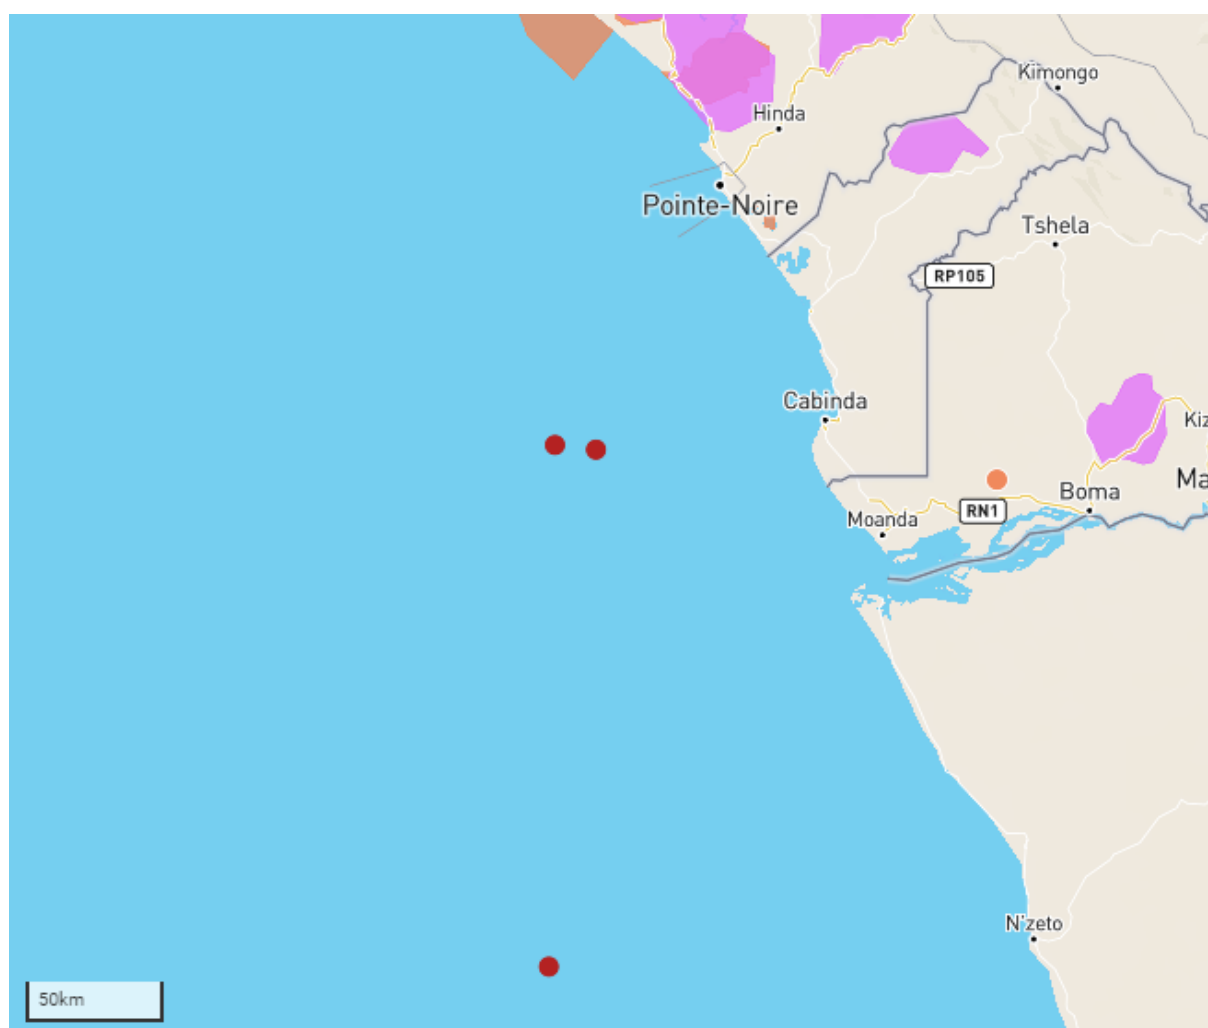 Kimongo
Hinda
Pointe-Noire
Tshela
RP105
Cabinda
Kiz
Ma
Boma
RN1
Moanda
N'zeto
50km